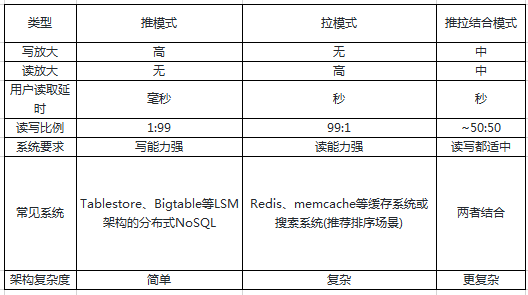 类型 推模式 拉模式 推拉结合模式
写放大 高 无 中
读放大 无 高 中
用户读取延时 毫秒 秒 秒
读写比例 1:99 99:1 ~50:50
系统要求 写能力强 读能力强 读写都适中
常见系统 Tablestore、Bigtable等LSM架构的分布式NoSQL Redis、memcache等缓存系统或搜索系统(推荐排序场景) 两者结合
架构复杂度 简单 复杂 更复杂